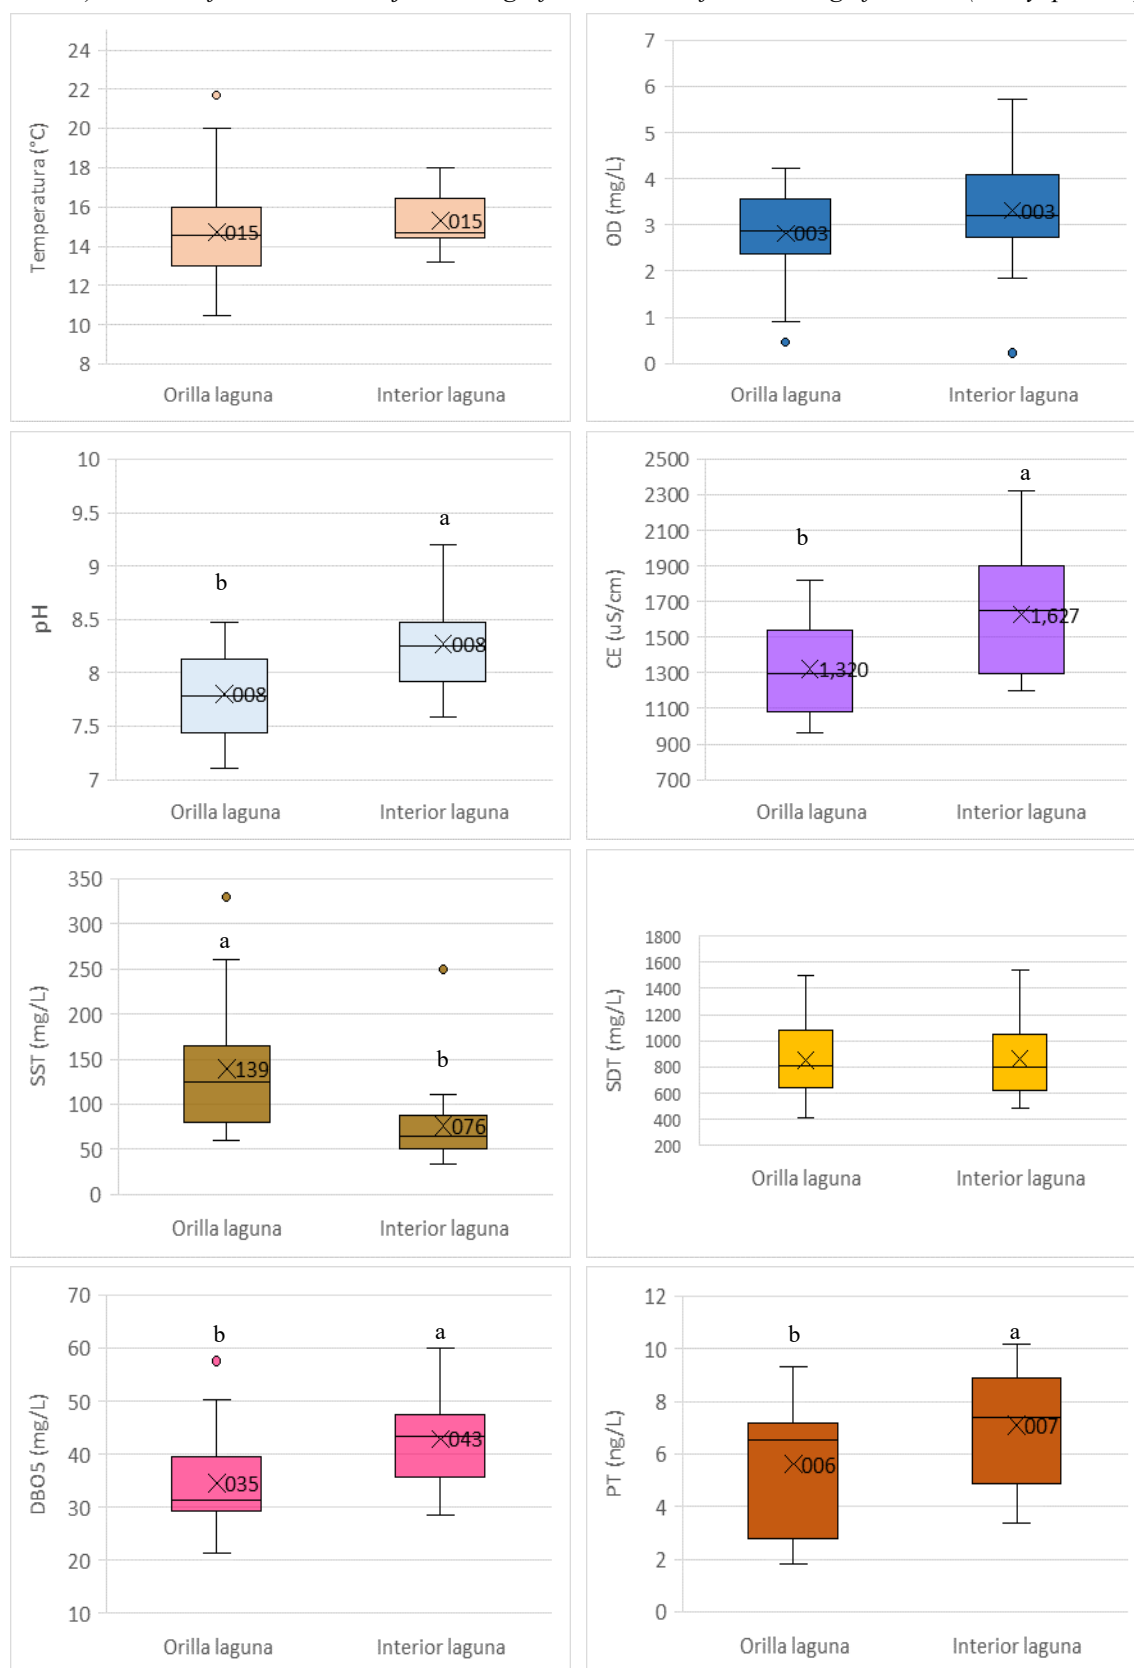 24
22
20
18
16
14
12
10
8
Temperatura (°C)
015
015
Orilla laguna
Interior laguna
7
6
5
4
3
2
1
0
OD (mg/L)
003
003
Orilla laguna
Interior laguna
10
9.5
9
8.5
8
7.5
7
pH
b
a
008
008
Orilla laguna
Interior laguna
2500
2300
2100
1900
1700
1500
1300
1100
900
700
CE (uS/cm)
b
a
1,320
1,627
Orilla laguna
Interior laguna
350
300
250
200
150
100
50
0
SST (mg/L)
a
b
139
076
Orilla laguna
Interior laguna
1800
1600
1400
1200
1000
800
600
400
200
SDT (mg/L)
Orilla laguna
Interior laguna
70
60
50
40
30
20
10
DBO5 (mg/L)
b
a
035
043
Orilla laguna
Interior laguna
12
10
8
6
4
2
0
PT (ng/L)
b
a
006
007
Orilla laguna
Interior laguna